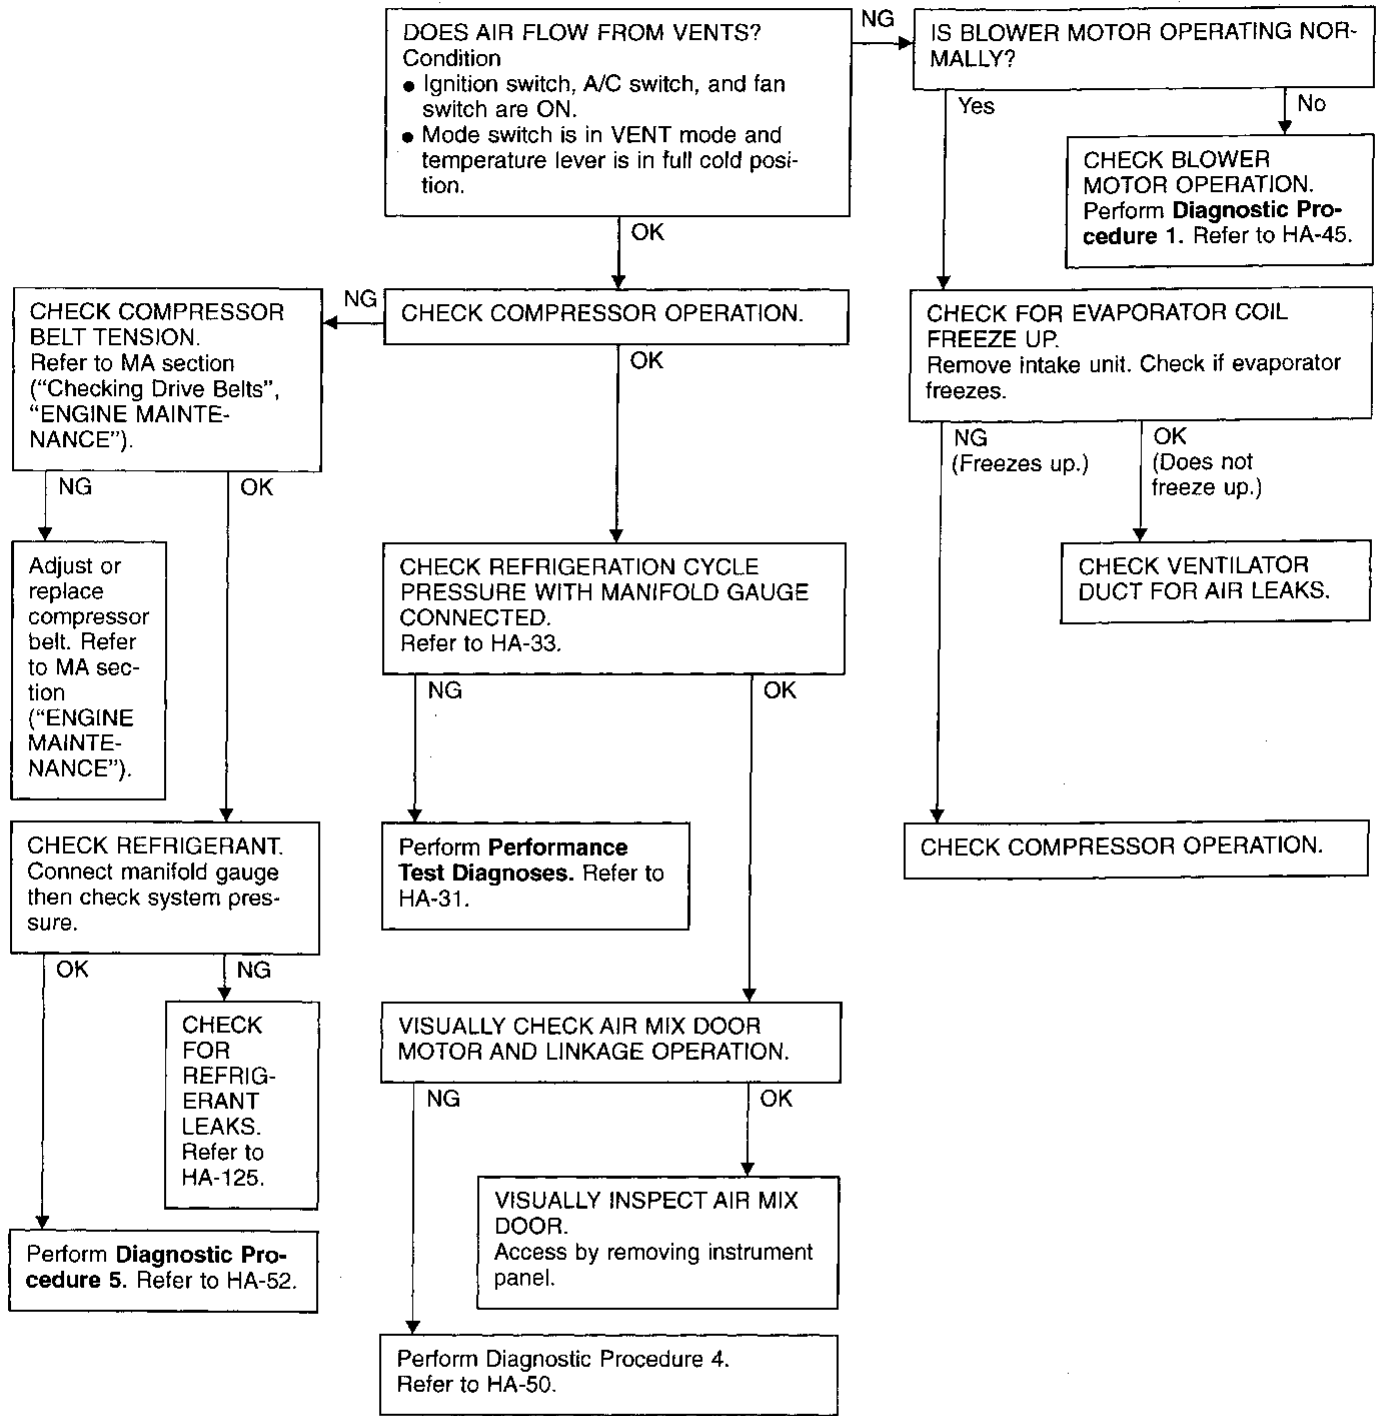 DOES AIR FLOW FROM VENTS?
Condition
● Ignition switch, A/C switch, and fan
switch are ON.
● Mode switch is in VENT mode and
temperature lever is in full cold posi-
tion.
NG
IS BLOWER MOTOR OPERATING NOR-
MALLY?
Yes
No
CHECK BLOWER
MOTOR OPERATION.
Perform Diagnostic Pro-
cedure 1. Refer to HA-45.
OK
CHECK COMPRESSOR OPERATION.
NG
CHECK COMPRESSOR
BELT TENSION.
Refer to MA section
("Checking Drive Belts",
"ENGINE MAINTE-
NANCE").
OK
CHECK FOR EVAPORATOR COIL
FREEZE UP.
Remove intake unit. Check if evaporator
freezes.
NG
(Freezes up.)
OK
(Does not
freeze up.)
NG
OK
Adjust or
replace
compressor
belt. Refer
to MA sec-
tion
("ENGINE
MAINTE-
NANCE").
CHECK REFRIGERATION CYCLE
PRESSURE WITH MANIFOLD GAUGE
CONNECTED.
Refer to HA-33.
CHECK VENTILATOR
DUCT FOR AIR LEAKS.
NG
OK
CHECK REFRIGERANT.
Connect manifold gauge
then check system pres-
sure.
Perform Performance
Test Diagnoses. Refer to
HA-31.
CHECK COMPRESSOR OPERATION.
OK
NG
CHECK
FOR
REFRIG-
ERANT
LEAKS.
Refer to
HA-125.
VISUALLY CHECK AIR MIX DOOR
MOTOR AND LINKAGE OPERATION.
NG
OK
VISUALLY INSPECT AIR MIX
DOOR.
Access by removing instrument
panel.
Perform Diagnostic Pro-
cedure 5. Refer to HA-52.
Perform Diagnostic Procedure 4.
Refer to HA-50.